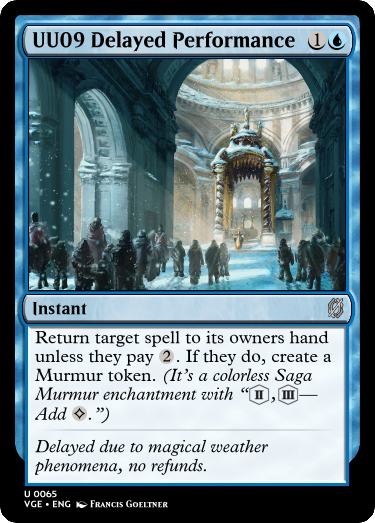 UU09 Delayed Performance 1
Instant
Return target spell to its owners hand
unless they pay 2. If they do, create a
Murmur token. (It's a colorless Saga
Murmur enchantment with "II, III—
Add ◇.")
Delayed due to magical weather
phenomena, no refunds.
U 0065
VGE • ENG Francis Goeltner